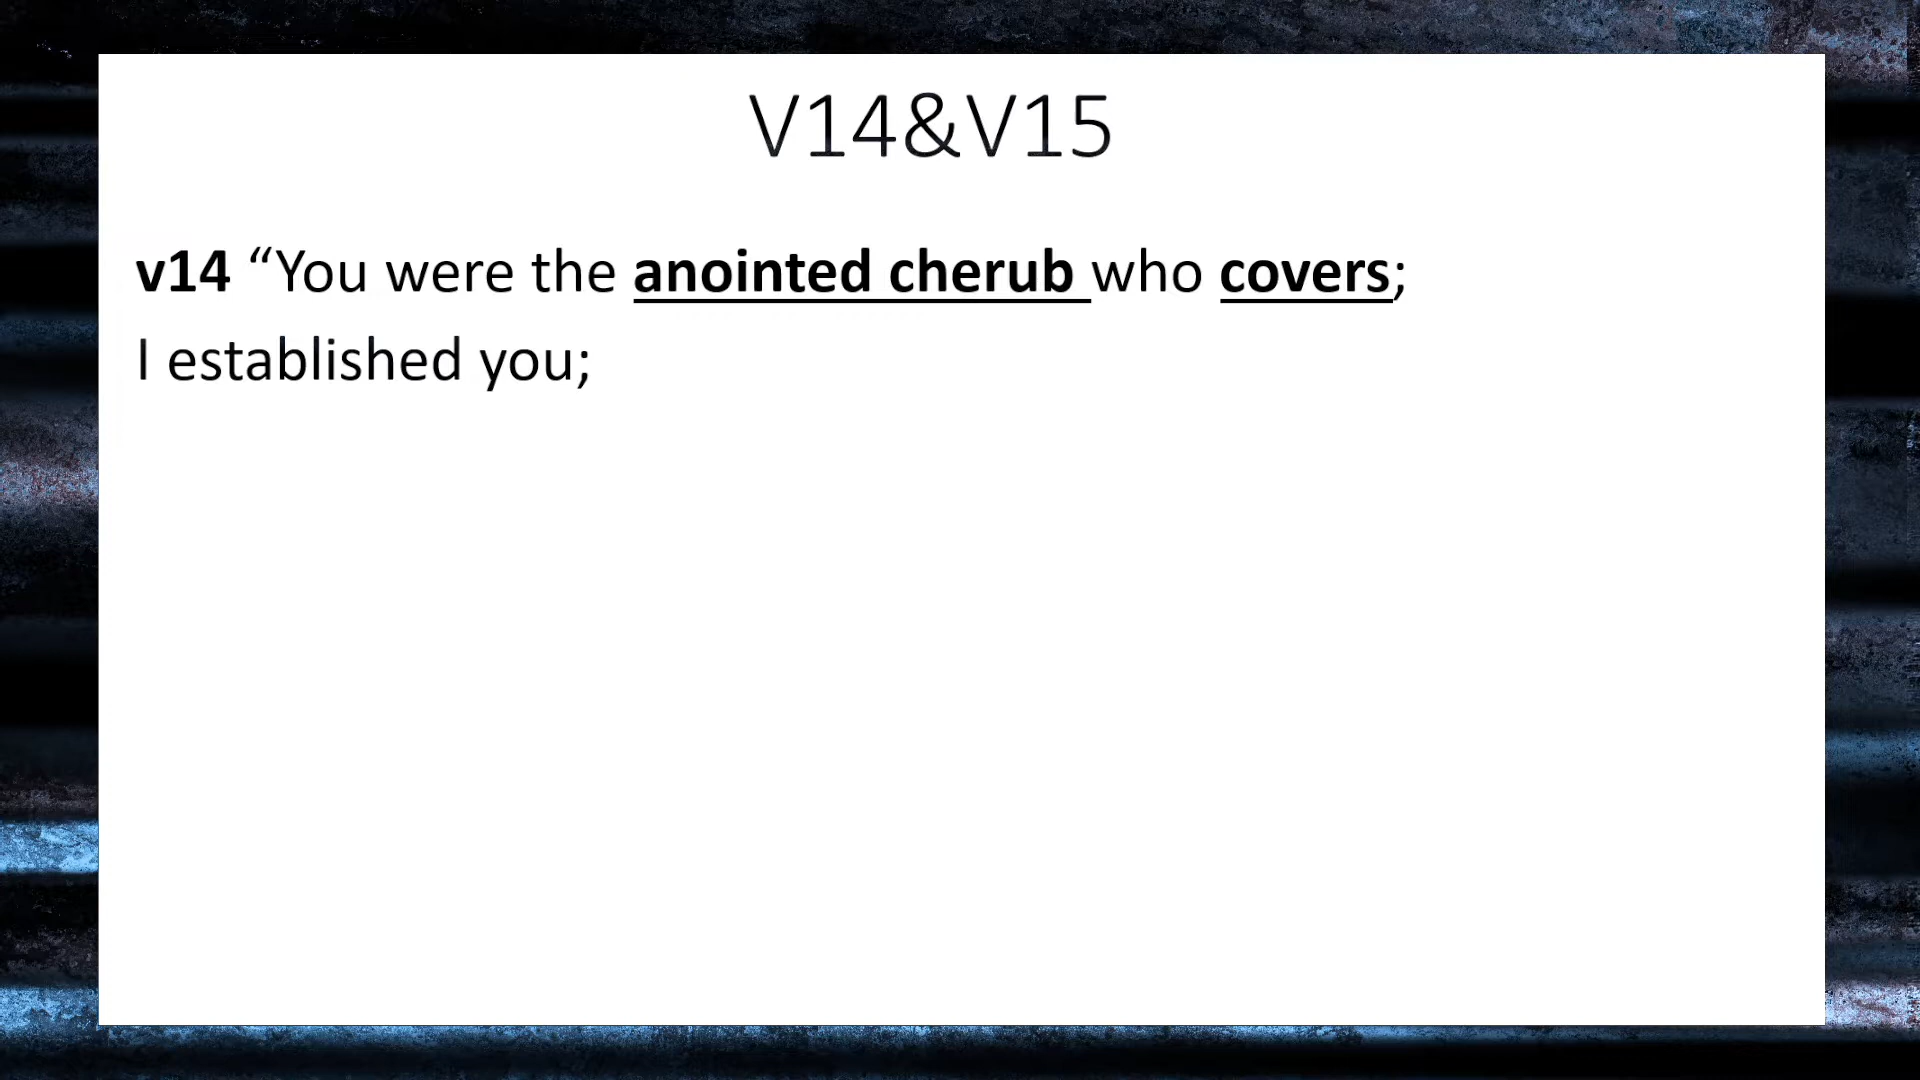 V14&V15
v14 “You were the anointed cherub who covers;
I established you;